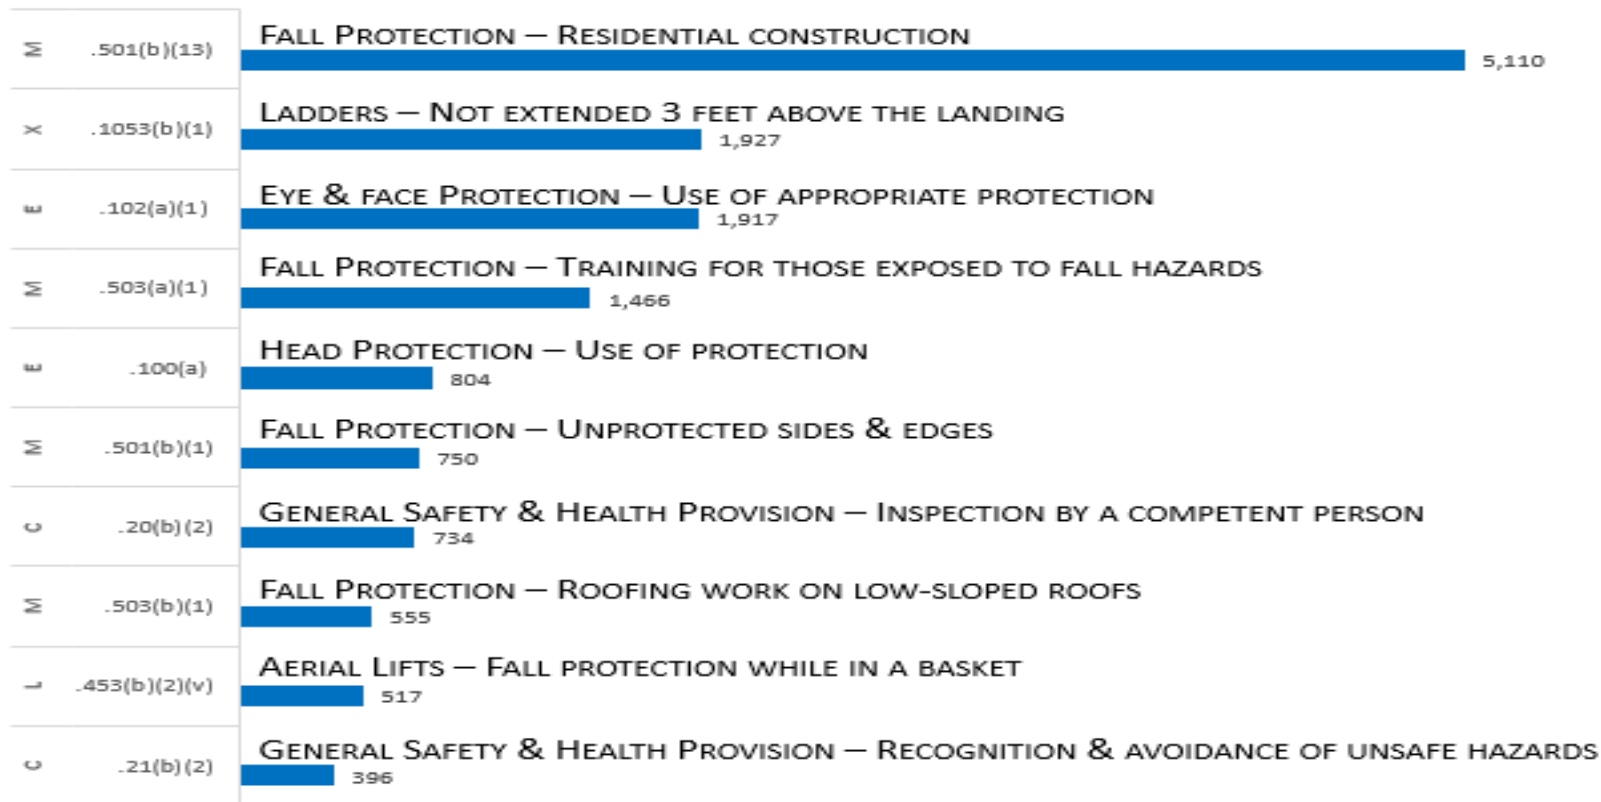 M .501(b)(13) FALL PROTECTION – RESIDENTIAL CONSTRUCTION
5,110
X .1053(b)(1) LADDERS – NOT EXTENDED 3 FEET ABOVE THE LANDING
1,927
E .102(a)(1) EYE & FACE PROTECTION – USE OF APPROPRIATE PROTECTION
1,917
M .503(a)(1) FALL PROTECTION – TRAINING FOR THOSE EXPOSED TO FALL HAZARDS
1,466
E .100(a) HEAD PROTECTION – USE OF PROTECTION
804
M .501(b)(1) FALL PROTECTION – UNPROTECTED SIDES & EDGES
750
C .20(b)(2) GENERAL SAFETY & HEALTH PROVISION – INSPECTION BY A COMPETENT PERSON
734
M .503(b)(1) FALL PROTECTION – ROOFING WORK ON LOW-SLOPED ROOFS
555
L .453(b)(2)(v) AERIAL LIFTS – FALL PROTECTION WHILE IN A BASKET
517
C .21(b)(2) GENERAL SAFETY & HEALTH PROVISION – RECOGNITION & AVOIDANCE OF UNSAFE HAZARDS
396